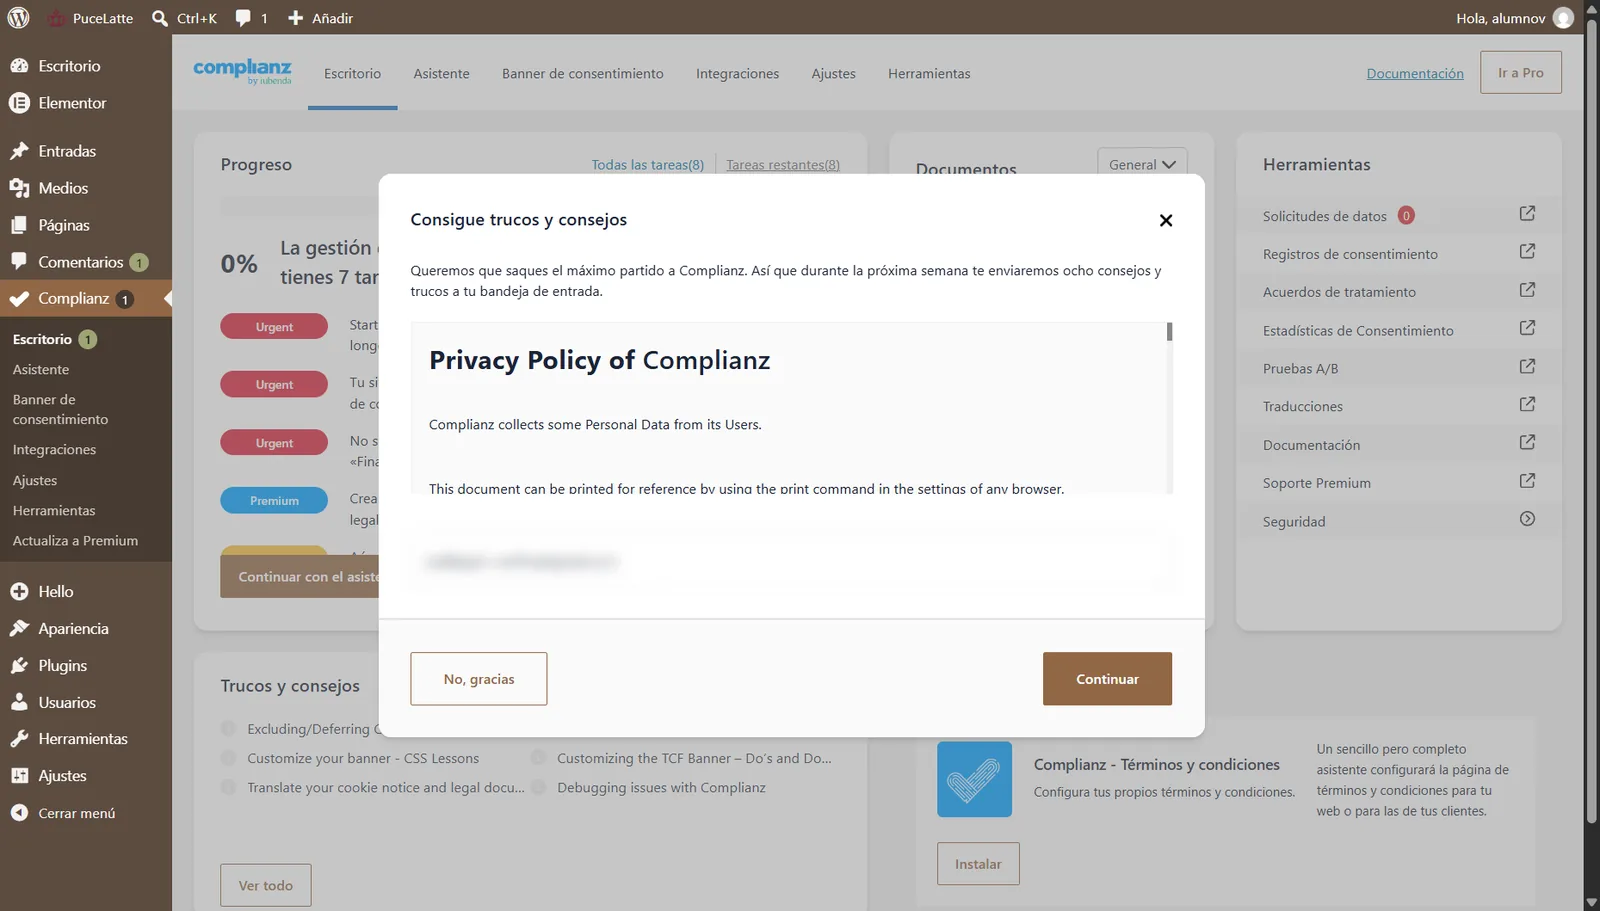 PucеLatte
Ctrl+K
1
Añadir
Hola, alumnov
Escritorio
Elementor
Entradas
Medios
Páginas
Comentarios 1
Complianz 1
Escritorio 1
Asistente
Banner de
consentimiento
Integraciones
Ajustes
Herramientas
Actualiza a Premium
Hello
Apariencia
Plugins
Usuarios
Herramientas
Ajustes
Cerrar menú
complianz
by iubenda
Escritorio
Asistente
Banner de consentimiento
Integraciones
Ajustes
Herramientas
Documentación
Ir a Pro
Progreso
Todas las tareas(8)
Tareas restantes(8)
0%
La gestión
tienes 7 tar
Urgent
Start
long
Urgent
Tu si
de co
Urgent
No s
«Fina
Premium
Crea
legal
Continuar con el asiste
Documentos
General
Consigue trucos y consejos
Queremos que saques el máximo partido a Complianz. Así que durante la próxima semana te enviaremos ocho consejos y
trucos a tu bandeja de entrada.
Privacy Policy of Complianz
Complianz collects some Personal Data from its Users.
This document can be printed for reference by using the print command in the settings of any browser.
No, gracias
Continuar
Herramientas
Solicitudes de datos 0
Registros de consentimiento
Acuerdos de tratamiento
Estadísticas de Consentimiento
Pruebas A/B
Traducciones
Documentación
Soporte Premium
Seguridad
Trucos y consejos
Excluding/Deferring
Customize your banner - CSS Lessons
Translate your cookie notice and legal docu...
Customizing the TCF Banner – Do´s and Do...
Debugging issues with Complianz
Ver todo
Complianz - Términos y condiciones
Configura tus propios términos y condiciones.
Un sencillo pero completo
asistente configurará la página de
términos y condiciones para tu
web o para las de tus clientes.
Instalar